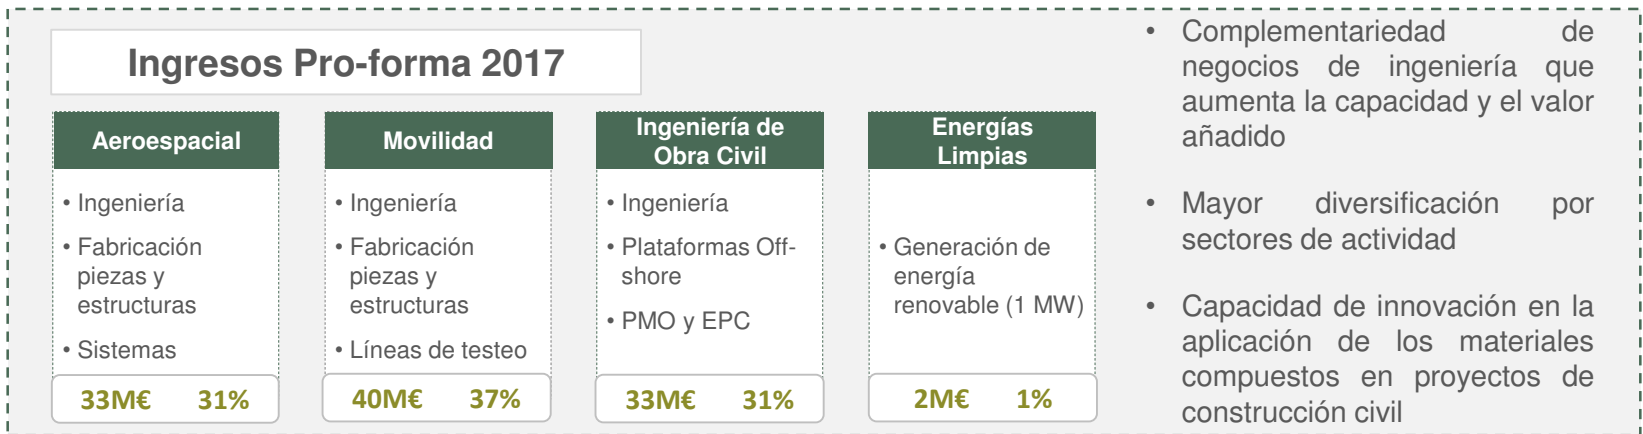 Ingresos Pro-forma 2017
Aeroespacial
• Ingeniería
• Fabricación
piezas y
estructuras
• Sistemas
33M€ 31%
Movilidad
• Ingeniería
• Fabricación
piezas y
estructuras
• Líneas de testeo
40M€ 37%
Ingeniería de
Obra Civil
• Ingeniería
• Plataformas Off-
shore
• PMO y EPC
33M€ 31%
Energías
Limpias
• Generación de
energía
renovable (1 MW)
2M€ 1%
• Complementariedad de
negocios de ingeniería que
aumenta la capacidad y el valor
añadido
• Mayor diversificación por
sectores de actividad
• Capacidad de innovación en la
aplicación de los materiales
compuestos en proyectos de
construcción civil